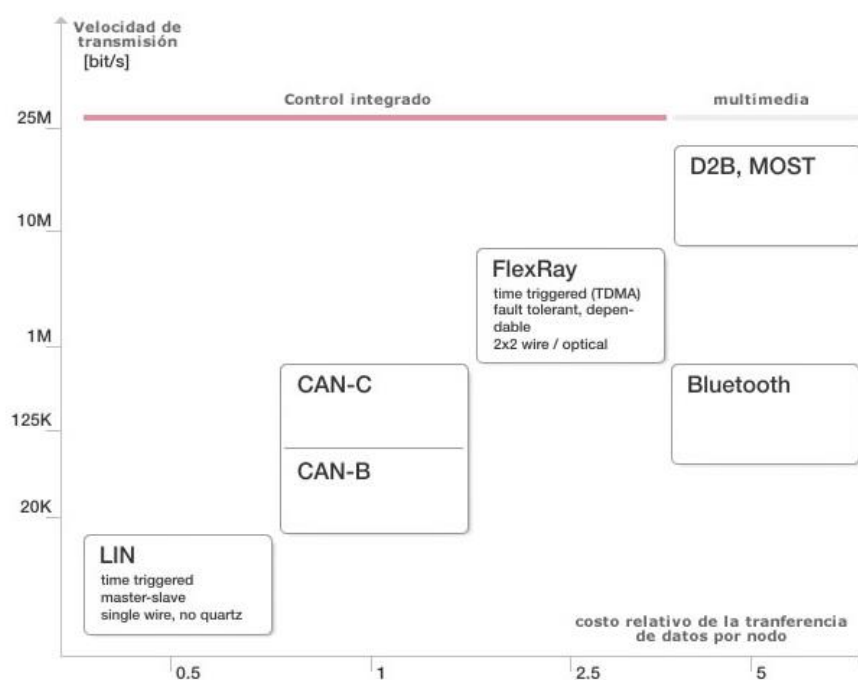 Velocidad de
transmisión
[bit/s]
Control integrado
multimedia
25M
D2B, MOST
10M
FlexRay
time triggered (TDMA)
fault tolerant, depen-
dable
2x2 wire / optical
1M
CAN-C
Bluetooth
125K
CAN-B
20K
LIN
time triggered
master-slave
single wire, no quartz
costo relativo de la tranferencia
de datos por nodo
0.5
1
2.5
5